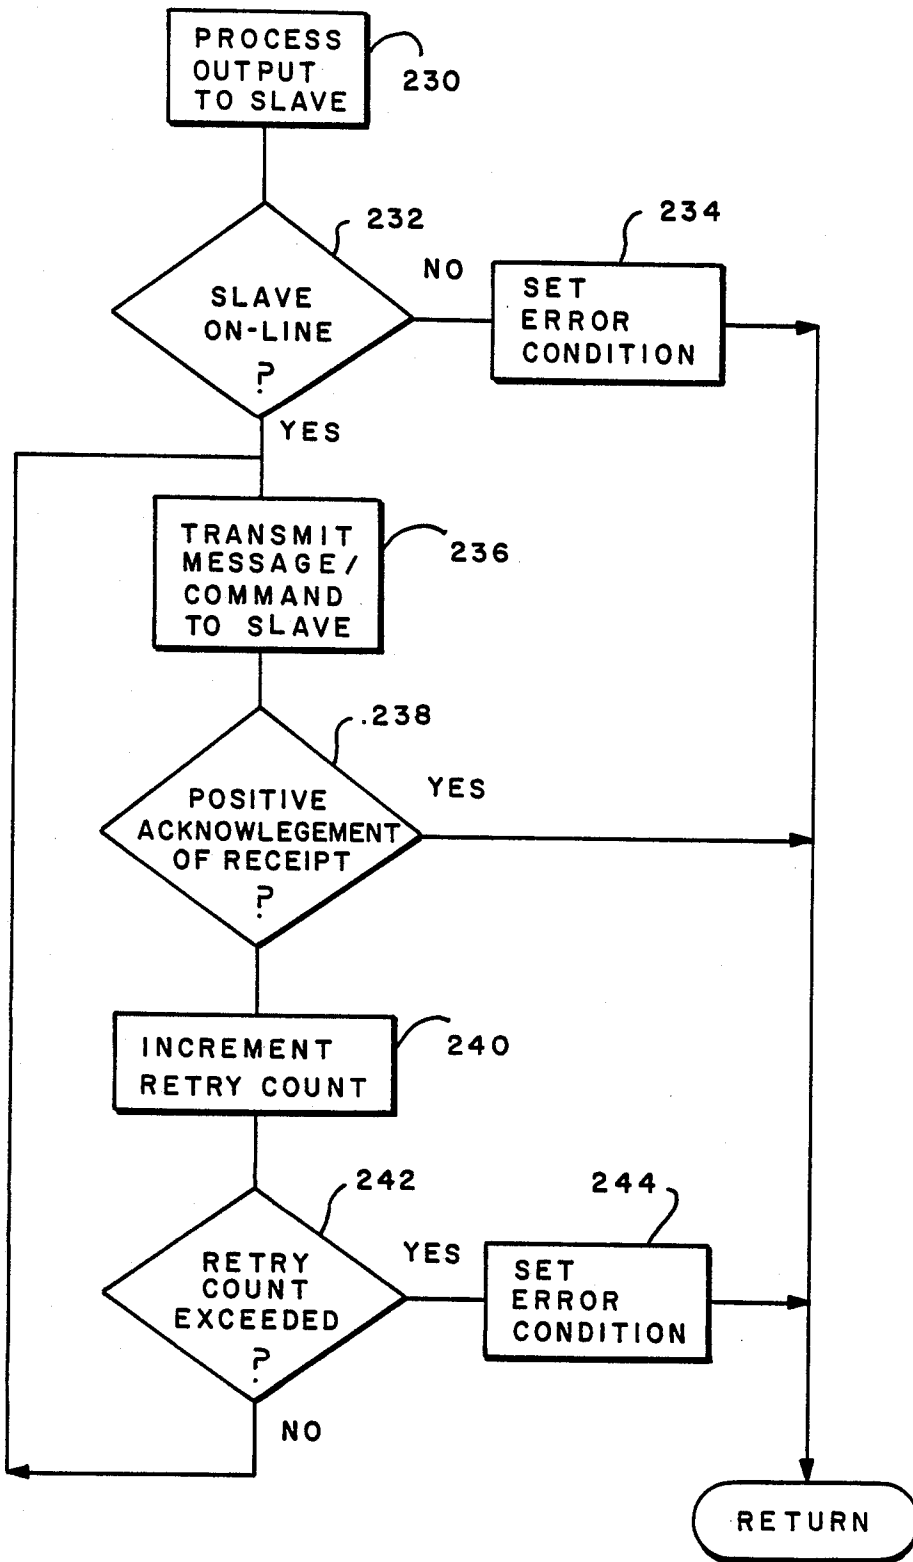 PROCESS
OUTPUT
TO SLAVE
230
232
SLAVE
ON-LINE
?
NO
234
SET
ERROR
CONDITION
YES
TRANSMIT
MESSAGE/
COMMAND
TO SLAVE
236
.238
POSITIVE
ACKNOWLEGEMENT
OF RECEIPT
?
YES
INCREMENT
RETRY COUNT
240
242
RETRY
COUNT
EXCEEDED
?
YES
244
SET
ERROR
CONDITION
NO
RETURN